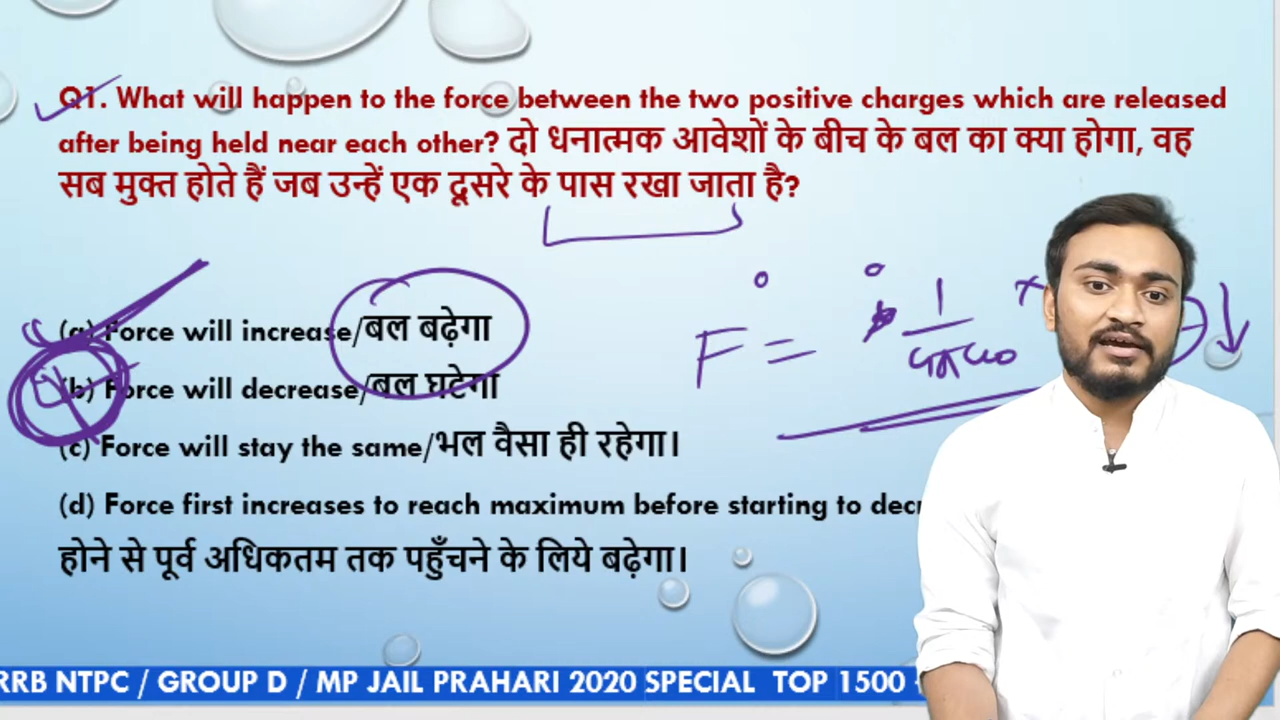 Q1. What will happen to the force between the two positive charges which are released
after being held near each other? दो धनात्मक आवेशों के बीच के बल का क्या होगा, वह
सब मुक्त होते हैं जब उन्हें एक दूसरे के पास रखा जाता है?
(a) Force will increase/बल बढ़ेगा
(b) Force will decrease/बल घटेगा
F = 1
(c) Force will stay the same/भल वैसा ही रहेगा।
(d) Force first increases to reach maximum before starting to
होने से पूर्व अधिकतम तक पहुँचने के लिये बढ़ेगा।
RRB NTPC / GROUP D / MP JAIL PRAHARI 2020 SPECIAL TOP 1500